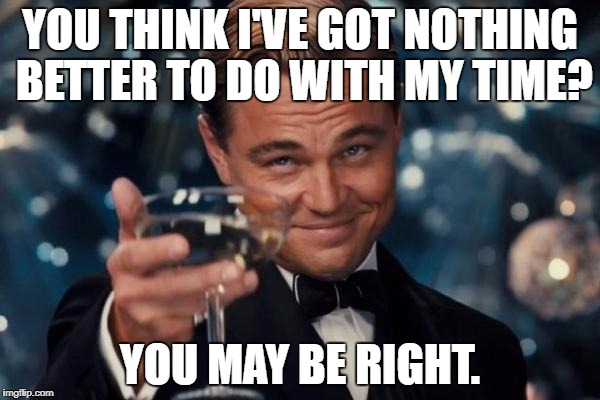 YOU THINK I'VE GOT NOTHING
BETTER TO DO WITH MY TIME?
YOU MAY BE RIGHT.
imgflip.com